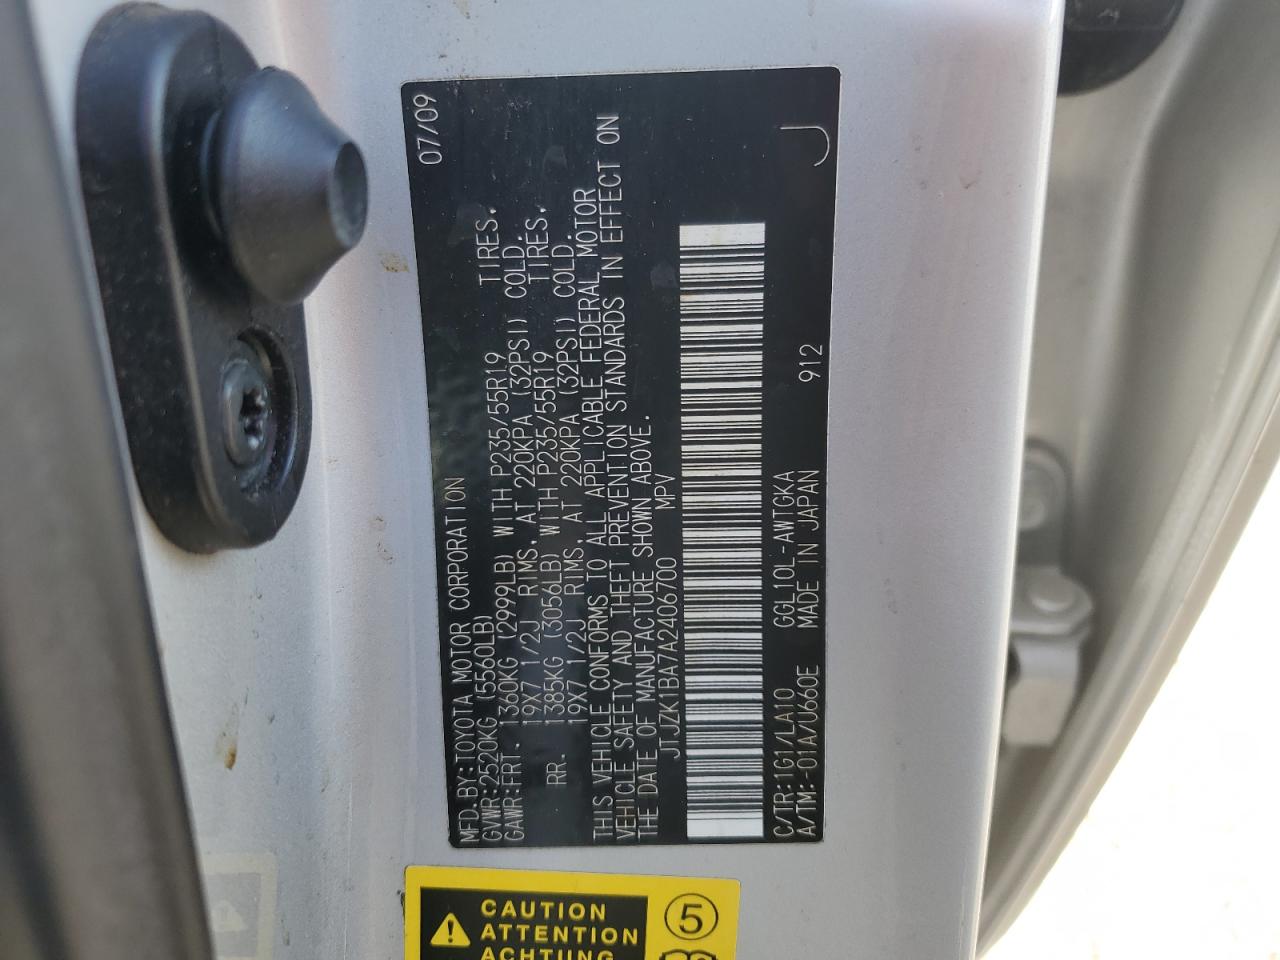 07/09
MFD.BY:TOYOTA MOTOR CORPORATION
GVWR:2520KG (5560LB)
GAWR:FRT. 1360KG (2999LB) WITH P235/55R19 TIRES,
19X7 1/2J RIMS, AT 220KPA (32PSI) COLD.
RR. 1385KG (3056LB) WITH P235/55R19 TIRES,
19X7 1/2J RIMS, AT 220KPA (32PSI) COLD.
THIS VEHICLE CONFORMS TO ALL APPLICABLE FEDERAL MOTOR
VEHICLE SAFETY AND THEFT PREVENTION STANDARDS IN EFFECT ON
THE DATE OF MANUFACTURE SHOWN ABOVE.
JTJZK1BA7A2406700 MPV
C/TR:1G1/LA10 GGL10L-AWTGKA 912
A/TM:-01A/U660E MADE IN JAPAN J
CAUTION
ATTENTION
ACHTUNG
5